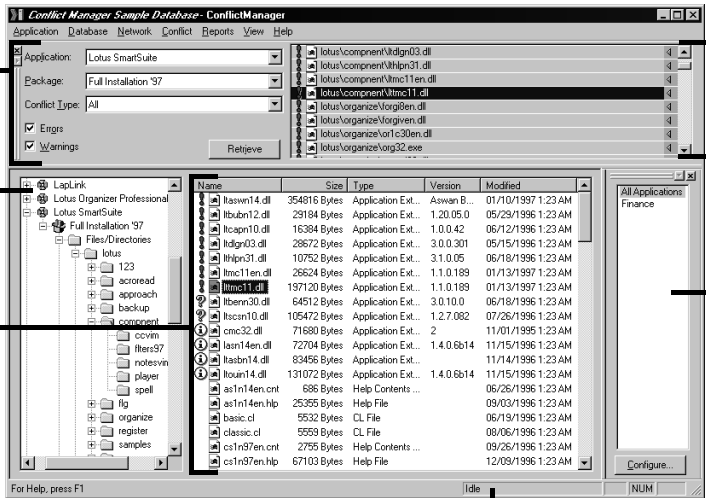 Conflict Manager Sample Database - ConflictManager
Application Database Network Conflict Reports View Help
Application: Lotus SmartSuite
Package: Full Installation '97
Conflict Type: All
Errors
Warnings
Retrieve
lotus\compnent\ltdlgn03.dll
lotus\compnent\lthlpn31.dll
lotus\compnent\ltmc11en.dll
lotus\compnent\lttmc11.dll
lotus\organize\forgi8en.dll
lotus\organize\forgiven.dll
lotus\organize\or1c30en.dll
lotus\organize\org32.exe
LapLink
Lotus Organizer Professional
Lotus SmartSuite
Full Installation '97
Files/Directories
lotus
123
acroread
approach
backup
compnent
ccvim
flters97
notesvin
player
spell
flg
organize
register
samples
Name Size Type Version Modified
ltaswn14.dll 354816 Bytes Application Ext... Aswan B... 01/10/1997 1:23 AM
ltbubn12.dll 29184 Bytes Application Ext... 1.20.05.0 05/29/1996 1:23 AM
ltcapn10.dll 16384 Bytes Application Ext... 1.0.0.42 06/12/1996 1:23 AM
ltdlgn03.dll 28672 Bytes Application Ext... 3.0.0.301 05/15/1996 1:23 AM
lthlpn31.dll 10752 Bytes Application Ext... 3.1.0.05 06/18/1996 1:23 AM
ltmc11en.dll 26624 Bytes Application Ext... 1.1.0.189 01/13/1997 1:23 AM
lttmc11.dll 197120 Bytes Application Ext... 1.1.0.189 01/13/1997 1:23 AM
ltbenn30.dll 64512 Bytes Application Ext... 3.0.10.0 06/18/1996 1:23 AM
ltscsn10.dll 105472 Bytes Application Ext... 1.2.7.082 07/26/1996 1:23 AM
cmc32.dll 71680 Bytes Application Ext... 2 11/01/1995 1:23 AM
lasn14en.dll 72704 Bytes Application Ext... 1.4.0.6b14 11/15/1996 1:23 AM
ltasbn14.dll 83456 Bytes Application Ext... 11/14/1996 1:23 AM
ltouin14.dll 131072 Bytes Application Ext... 1.4.0.6b14 11/15/1996 1:23 AM
as1n14en.cnt 686 Bytes Help Contents ... 06/26/1996 1:23 AM
as1n14en.hlp 25355 Bytes Help File 09/03/1996 1:23 AM
basic.cl 5532 Bytes CL File 06/19/1996 1:23 AM
classic.cl 5559 Bytes CL File 08/06/1996 1:23 AM
cs1n97en.cnt 2755 Bytes Help Contents ... 09/26/1996 1:23 AM
cs1n97en.hlp 67103 Bytes Help File 12/09/1996 1:23 AM
All Applications
Finance
Configure...
For Help, press F1
Idle
NUM